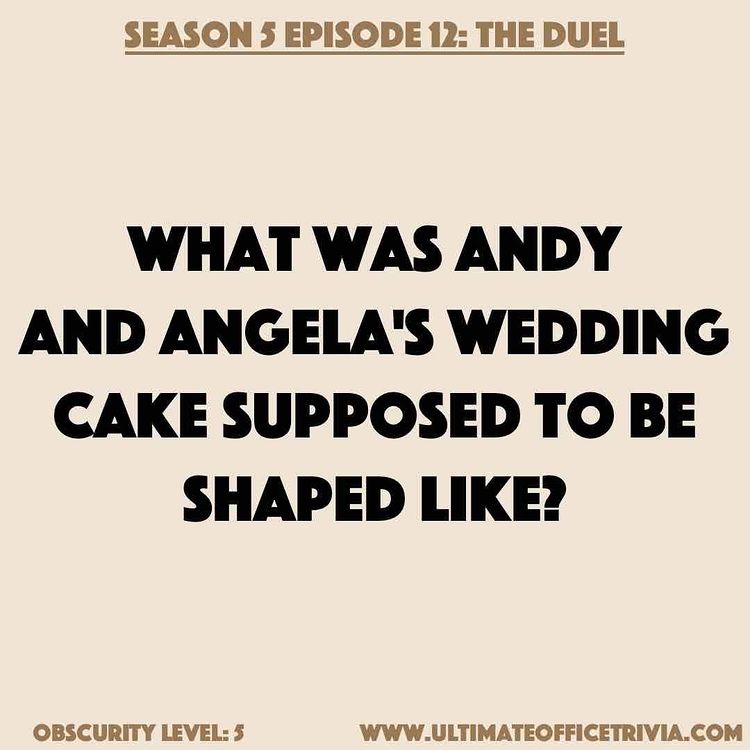 SEASON 5 EPISODE 12: THE DUEL
WHAT WAS ANDY
AND ANGELA'S WEDDING
CAKE SUPPOSED TO BE
SHAPED LIKE?
OBSCURITY LEVEL: 5
WWW.ULTIMATEOFFICETRIVIA.COM